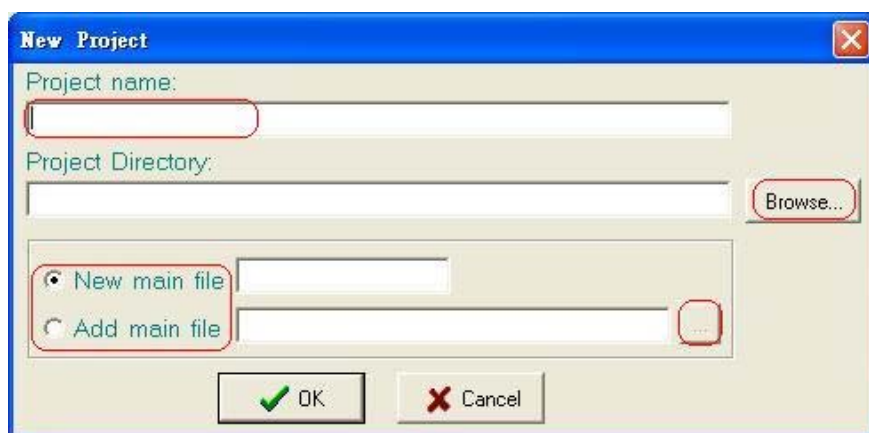 New Project
Project name:
Project Directory:
Browse...
New main file
Add main file
...
OK
Cancel